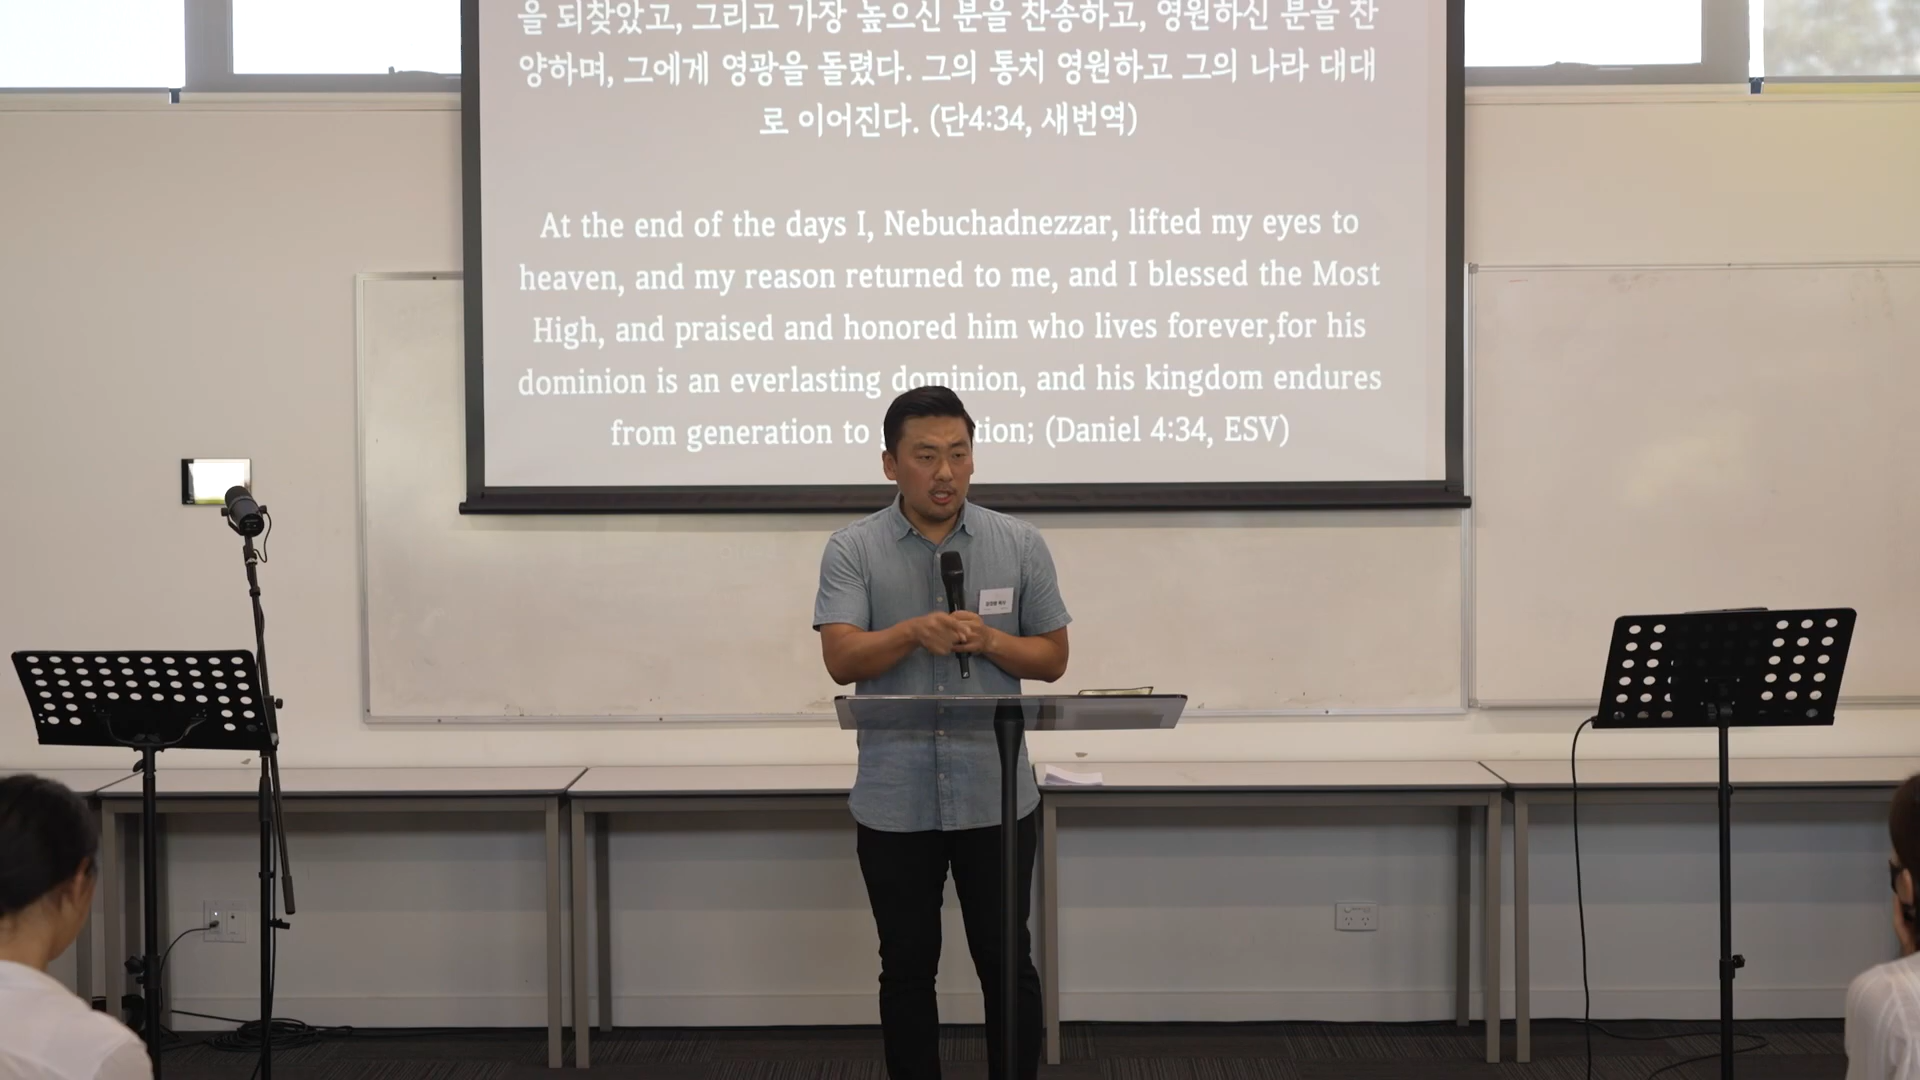 을 되찾았고, 그리고 가장 높으신 분을 찬송하고, 영원하신 분을 찬
양하며, 그에게 영광을 돌렸다. 그의 통치 영원하고 그의 나라 대대
로 이어진다. (단4:34, 새번역)
At the end of the days I, Nebuchadnezzar, lifted my eyes to
heaven, and my reason returned to me, and I blessed the Most
High, and praised and honored him who lives forever,for his
dominion is an everlasting dominion, and his kingdom endures
from generation to g tion; (Daniel 4:34, ESV)